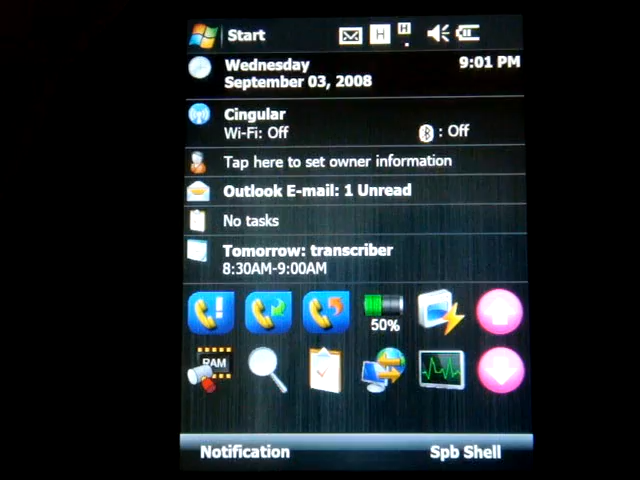 Start
H
H
Wednesday 9:01 PM
September 03, 2008
Cingular
Wi-Fi: Off : Off
Tap here to set owner information
Outlook E-mail: 1 Unread
No tasks
Tomorrow: transcriber
8:30AM-9:00AM
50%
RAM
Notification Spb Shell